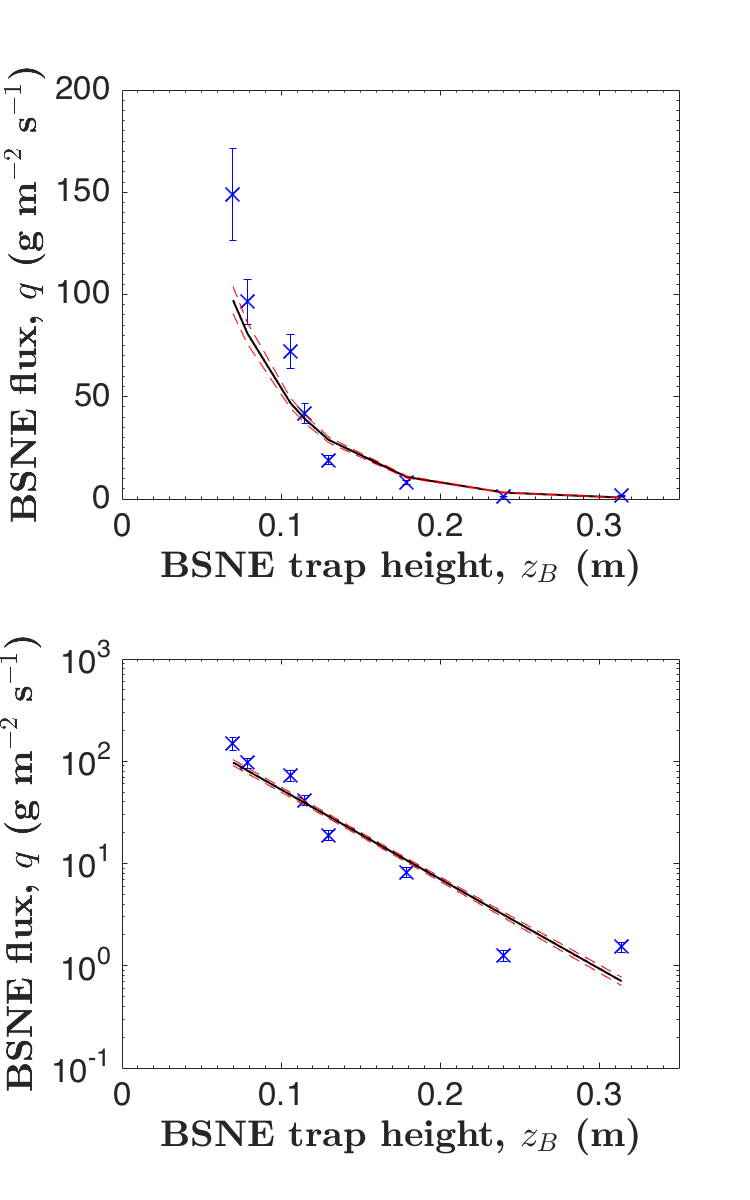 BSNE flux, q (g m⁻² s⁻¹)
200
150
100
50
0
0 0.1 0.2 0.3
BSNE trap height, z_B (m)
BSNE flux, q (g m⁻² s⁻¹)
10³
10²
10¹
10⁰
10⁻¹
0 0.1 0.2 0.3
BSNE trap height, z_B (m)